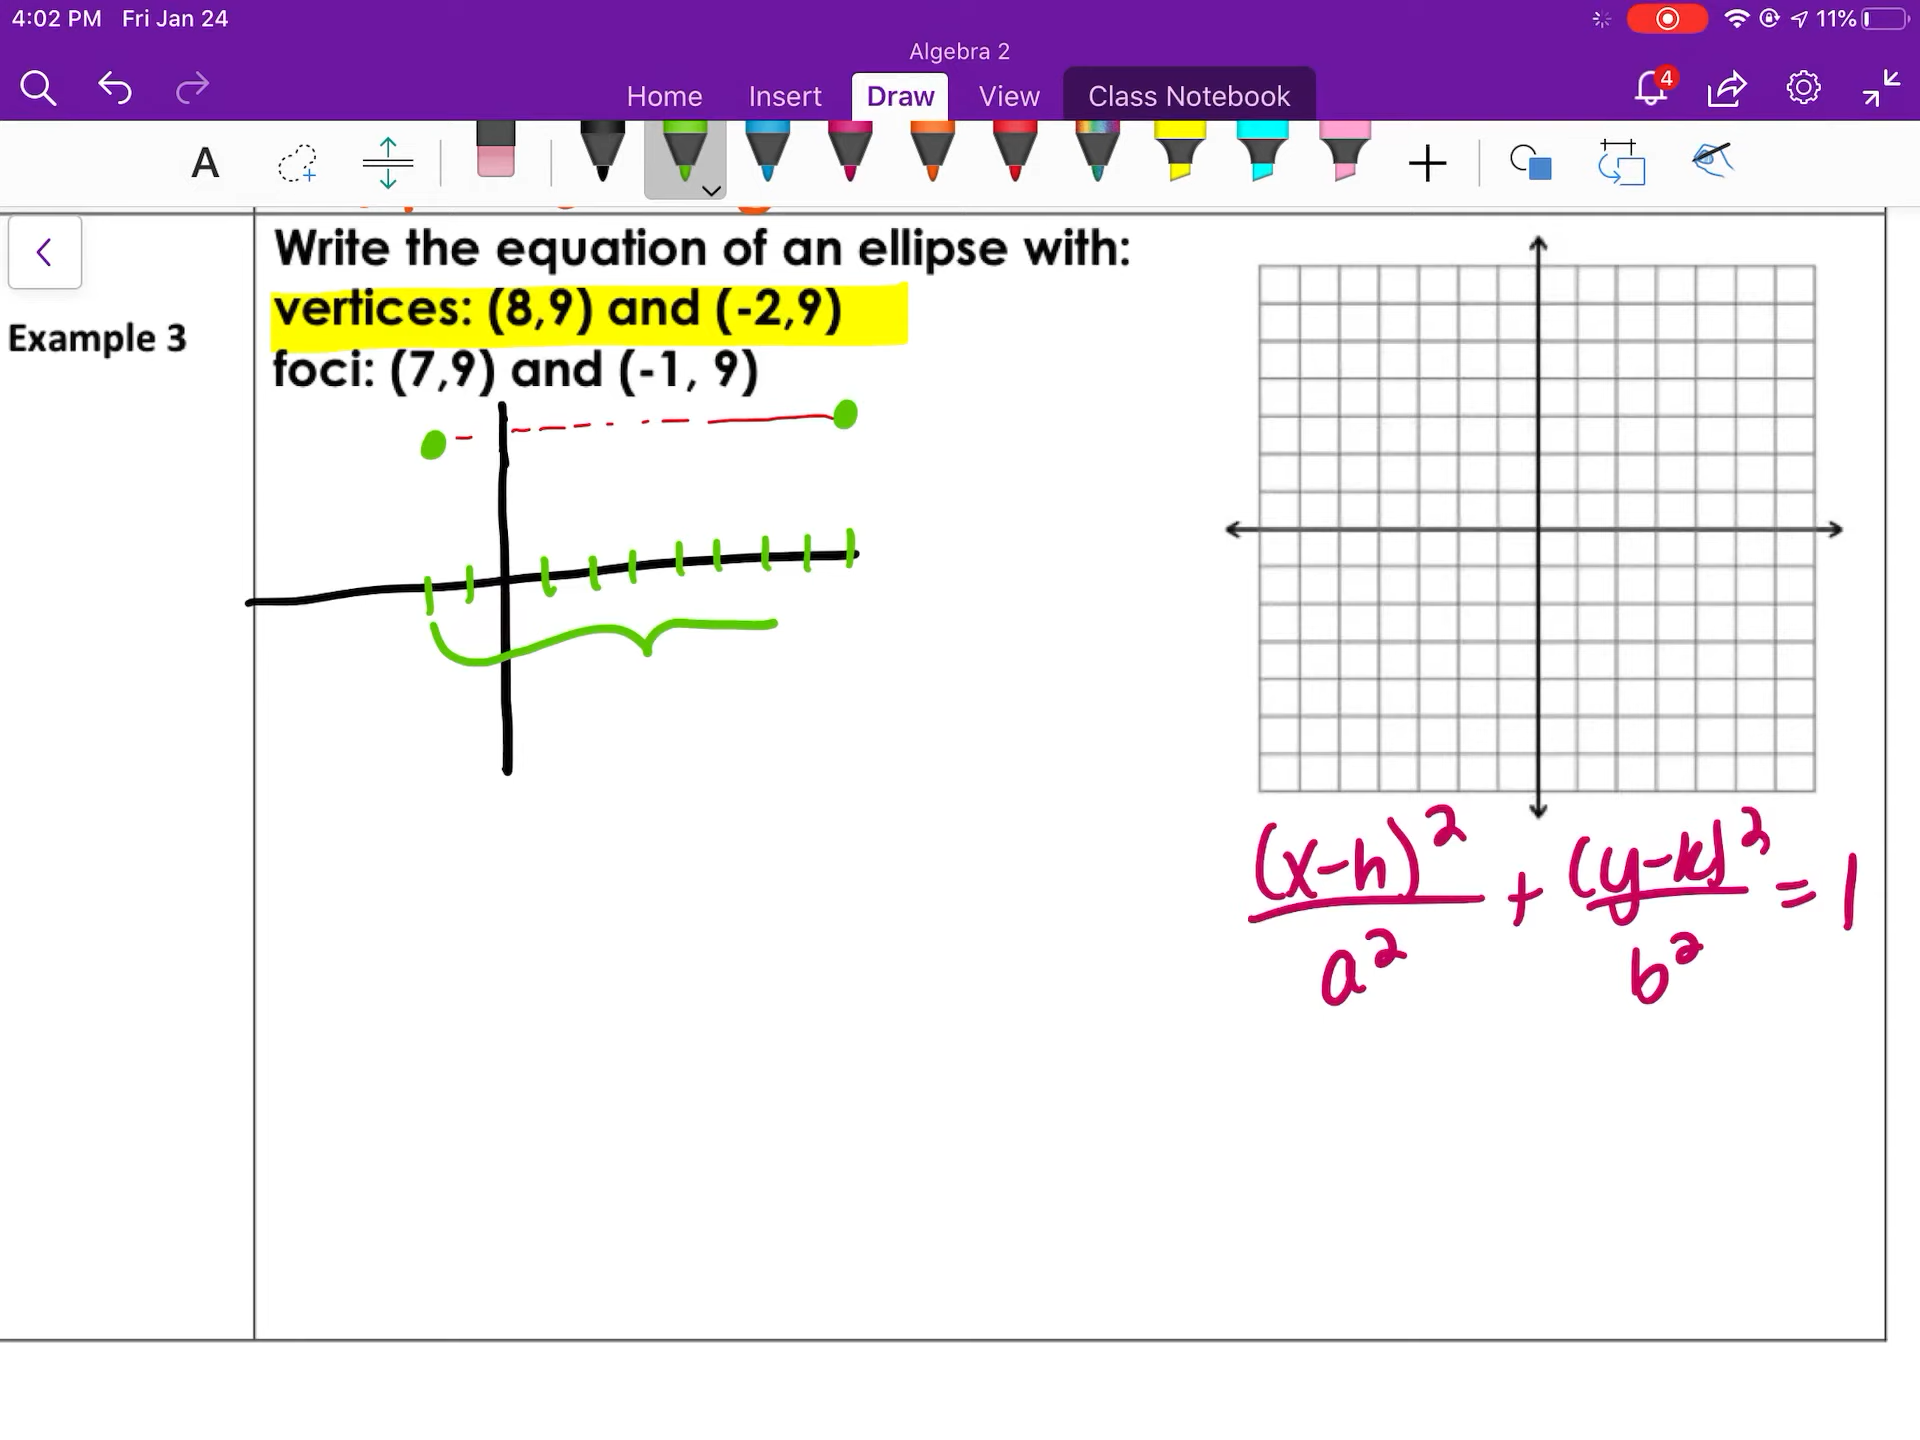 4:02 PM Fri Jan 24
11%
Algebra 2
Home Insert Draw View Class Notebook
4
A
Write the equation of an ellipse with:
vertices: (8,9) and (-2,9)
Example 3
foci: (7,9) and (-1, 9)
(x-h)² + (y-k)² = 1
a² b²